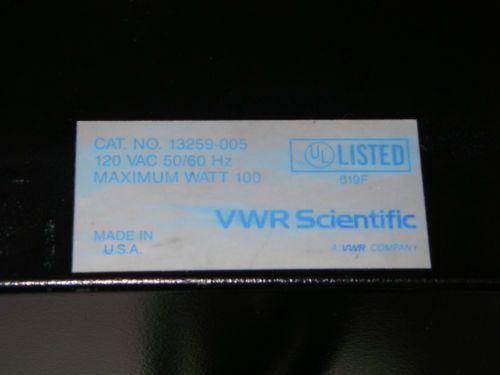 CAT. NO. 13259-005
120 VAC 50/60 Hz
MAXIMUM WATT 100
UL LISTED
619F
VWR Scientific
A VWR COMPANY
MADE IN
U.S.A.